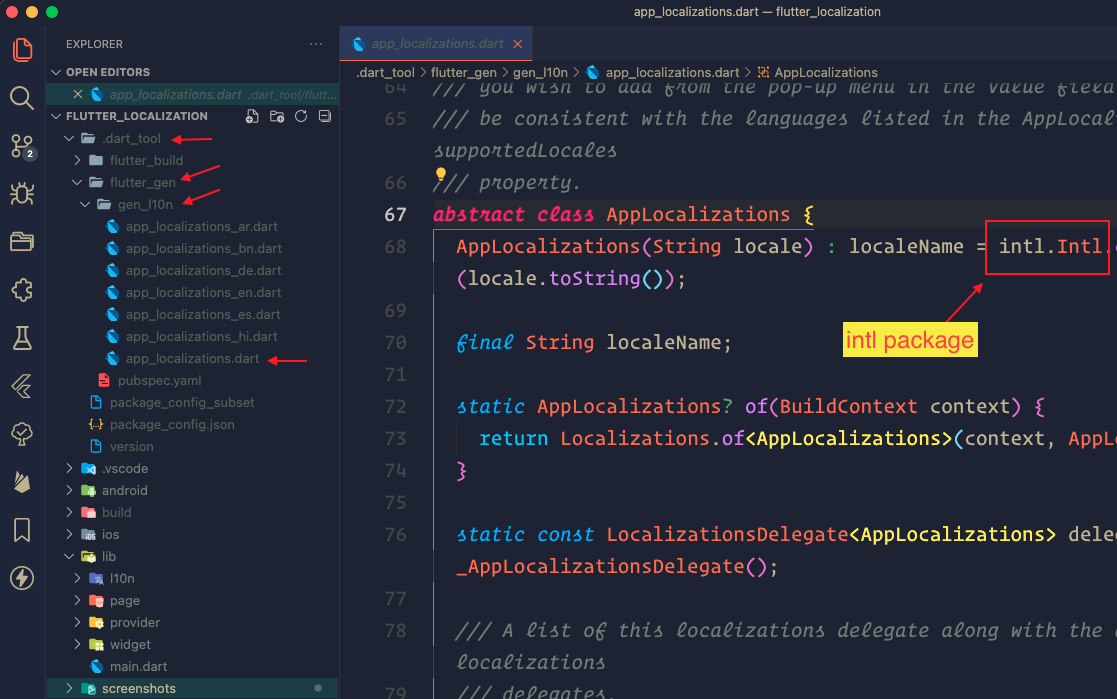 app_localizations.dart — flutter_localization
EXPLORER
OPEN EDITORS
app_localizations.dart .dart_tool/flutt...
FLUTTER_LOCALIZATION
.dart_tool
flutter_build
flutter_gen
gen_l10n
app_localizations_ar.dart
app_localizations_bn.dart
app_localizations_de.dart
app_localizations_en.dart
app_localizations_es.dart
app_localizations_hi.dart
app_localizations.dart
pubspec.yaml
package_config_subset
package_config.json
version
.vscode
android
build
ios
lib
l10n
page
provider
widget
main.dart
screenshots
2
app_localizations.dart
.dart_tool > flutter_gen > gen_l10n > app_localizations.dart > AppLocalizations
64 /// you wish to add from the pop-up menu in the Value field
65 /// be consistent with the languages listed in the AppLocal
supportedLocales
66 /// property.
67 abstract class AppLocalizations {
68 AppLocalizations(String locale) : localeName = intl.Intl.
(locale.toString());
69
70 final String localeName;
71
72 static AppLocalizations? of(BuildContext context) {
73 return Localizations.of<AppLocalizations>(context, AppL
74 }
75
76 static const LocalizationsDelegate<AppLocalizations> dele
_AppLocalizationsDelegate();
77
78 /// A list of this localizations delegate along with the
localizations
79 /// delegates.
intl package